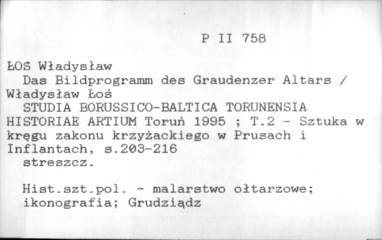 P II 758
ŁOŚ Władysław
Das Bildprogramm des Graudenzer Altars /
Władysław Łoś
STUDIA BORUSSICO-BALTICA TORUNENSIA
HISTORIAE ARTIUM Toruń 1995 ; T.2 - Sztuka w
kręgu zakonu krzyżackiego w Prusach i
Inflantach, s.203-216
streszcz.
Hist.szt.pol. - malarstwo ołtarzowe;
ikonografia; Grudziądz